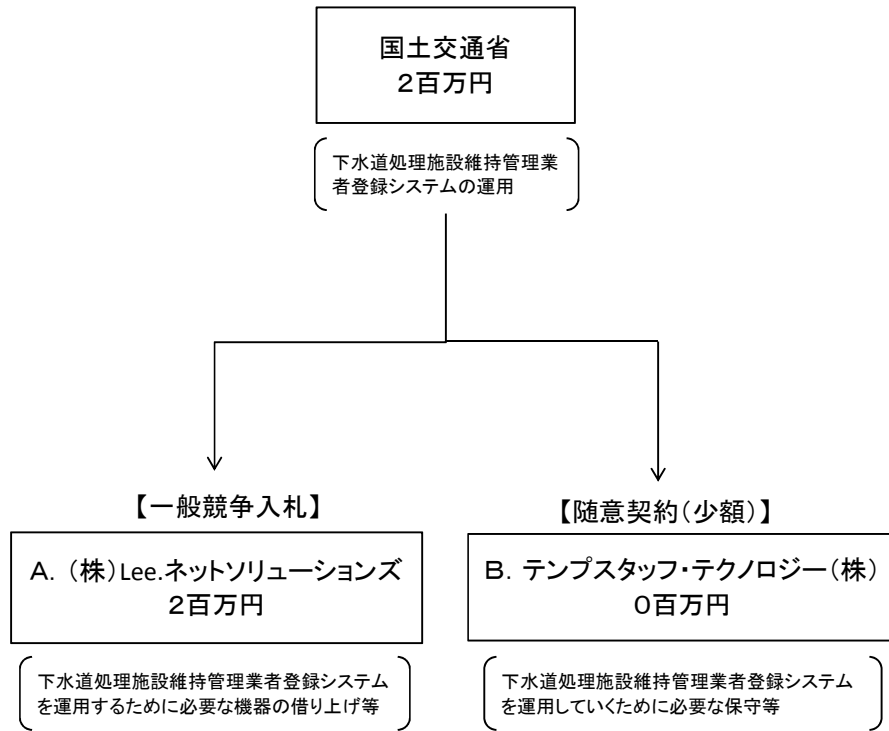 国土交通省
２百万円
下水道処理施設維持管理業
者登録システムの運用
【一般競争入札】
A．（株）Lee.ネットソリューションズ
２百万円
下水道処理施設維持管理業者登録システム
を運用するために必要な機器の借り上げ等
【随意契約（少額）】
B．テンプスタッフ・テクノロジー（株）
０百万円
下水道処理施設維持管理業者登録システム
を運用していくために必要な保守等